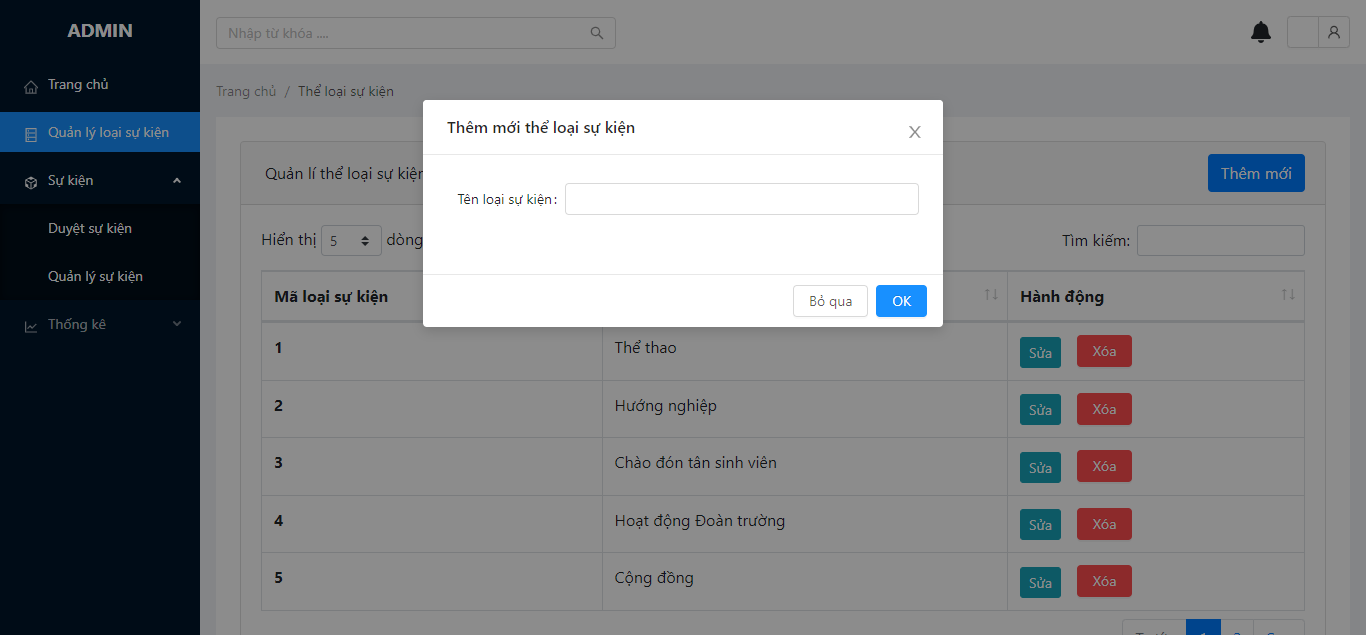 ADMIN
Nhập từ khóa ....
Trang chủ
Quản lý loại sự kiện
Sự kiện
Duyệt sự kiện
Quản lý sự kiện
Thống kê
Trang chủ / Thể loại sự kiện
Quản lí thể loại sự kiện
Thêm mới
Hiển thị 5 dòng
Tìm kiếm:
Thêm mới thể loại sự kiện
Tên loại sự kiện:
Bỏ qua OK
Mã loại sự kiện Hành động
1 Thể thao Sửa Xóa
2 Hướng nghiệp Sửa Xóa
3 Chào đón tân sinh viên Sửa Xóa
4 Hoạt động Đoàn trường Sửa Xóa
5 Cộng đồng Sửa Xóa